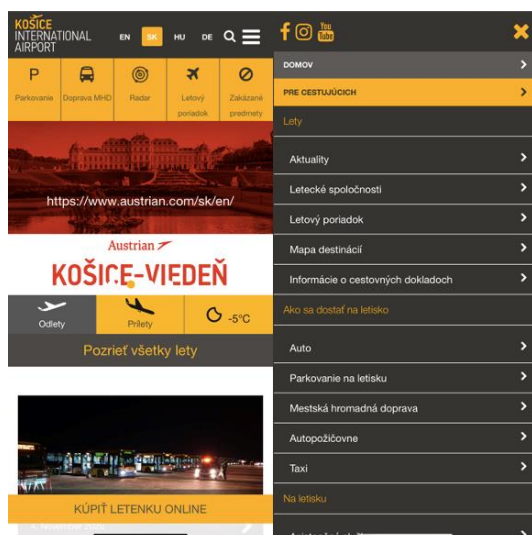 KOŠICE
INTERNATIONAL
AIRPORT
EN SK HU DE
P
Parkovanie Doprava MHD Radar Letový poriadok Zakázané predmety
https://www.austrian.com/sk/en/
Austrian
KOŠICE-VIEDEŇ
Odlety Prílety -5°C
Pozrieť všetky lety
KÚPIŤ LETENKU ONLINE
You
Tube
DOMOV
PRE CESTUJÚCICH
Lety
Aktuality
Letecké spoločnosti
Letový poriadok
Mapa destinácií
Informácie o cestovných dokladoch
Ako sa dostať na letisko
Auto
Parkovanie na letisku
Mestská hromadná doprava
Autopožičovne
Taxi
Na letisku